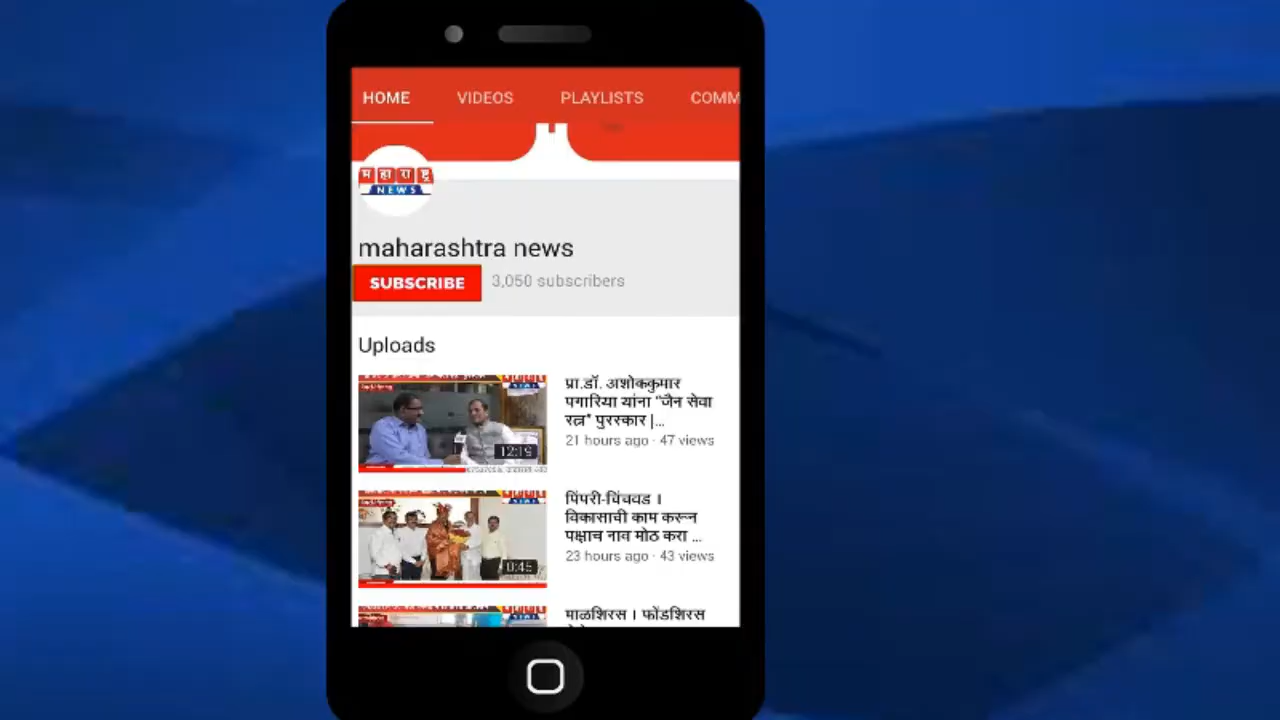 HOME VIDEOS PLAYLISTS COMM
महाराष्ट्र
NEWS
maharashtra news
SUBSCRIBE 3,050 subscribers
Uploads
प्रा.डॉ. अशोककुमार
पगारिया यांना "जैन सेवा
रत्न" पुरस्कार |...
21 hours ago · 47 views
12:19
पिंपरी-चिंचवड ।
विकासाची काम करून
पक्षाच नाव मोठ करा ...
23 hours ago · 43 views
0:45
माळशिरस । फोंडशिरस